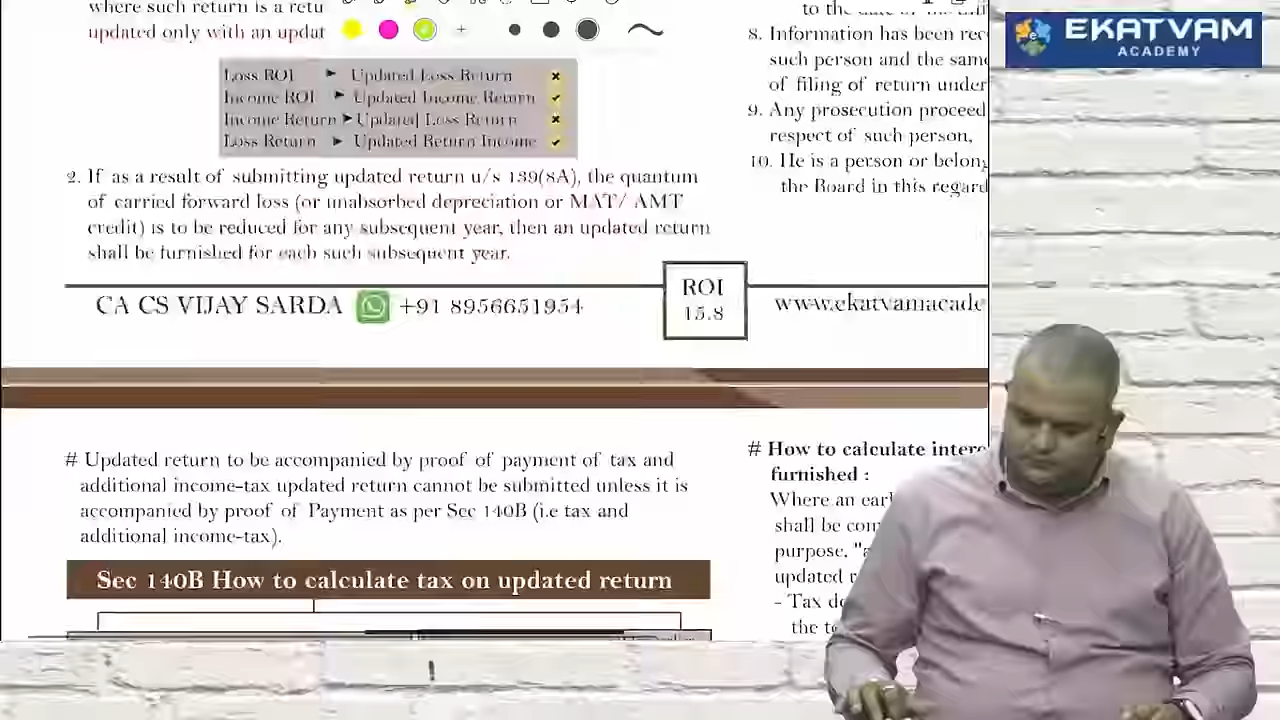 where such return is a retu
updated only with an updat
Loss ROI ► Updated Loss Return ×
Income ROI ► Updated Income Return ✓
Income Return ► Updated Loss Return ×
Loss Return ► Updated Return Income ✓
2. If as a result of submitting updated return u/s 139(8A), the quantum
of carried forward loss (or unabsorbed depreciation or MAT/ AMT
credit) is to be reduced for any subsequent year, then an updated return
shall be furnished for each such subsequent year.
to the date of the
8. Information has been rec
such person and the same
of filing of return under
9. Any prosecution proceed
respect of such person,
10. He is a person or belong
the Board in this regard
EKATVAM
ACADEMY
CA CS VIJAY SARDA +91 8956651954
ROI
15.8
www.ekatvamacade
# Updated return to be accompanied by proof of payment of tax and
additional income-tax updated return cannot be submitted unless it is
accompanied by proof of Payment as per Sec 140B (i.e tax and
additional income-tax).
Sec 140B How to calculate tax on updated return
# How to calculate intere
furnished :
Where an earl
shall be com
purpose, "a
updated r
- Tax de
the to